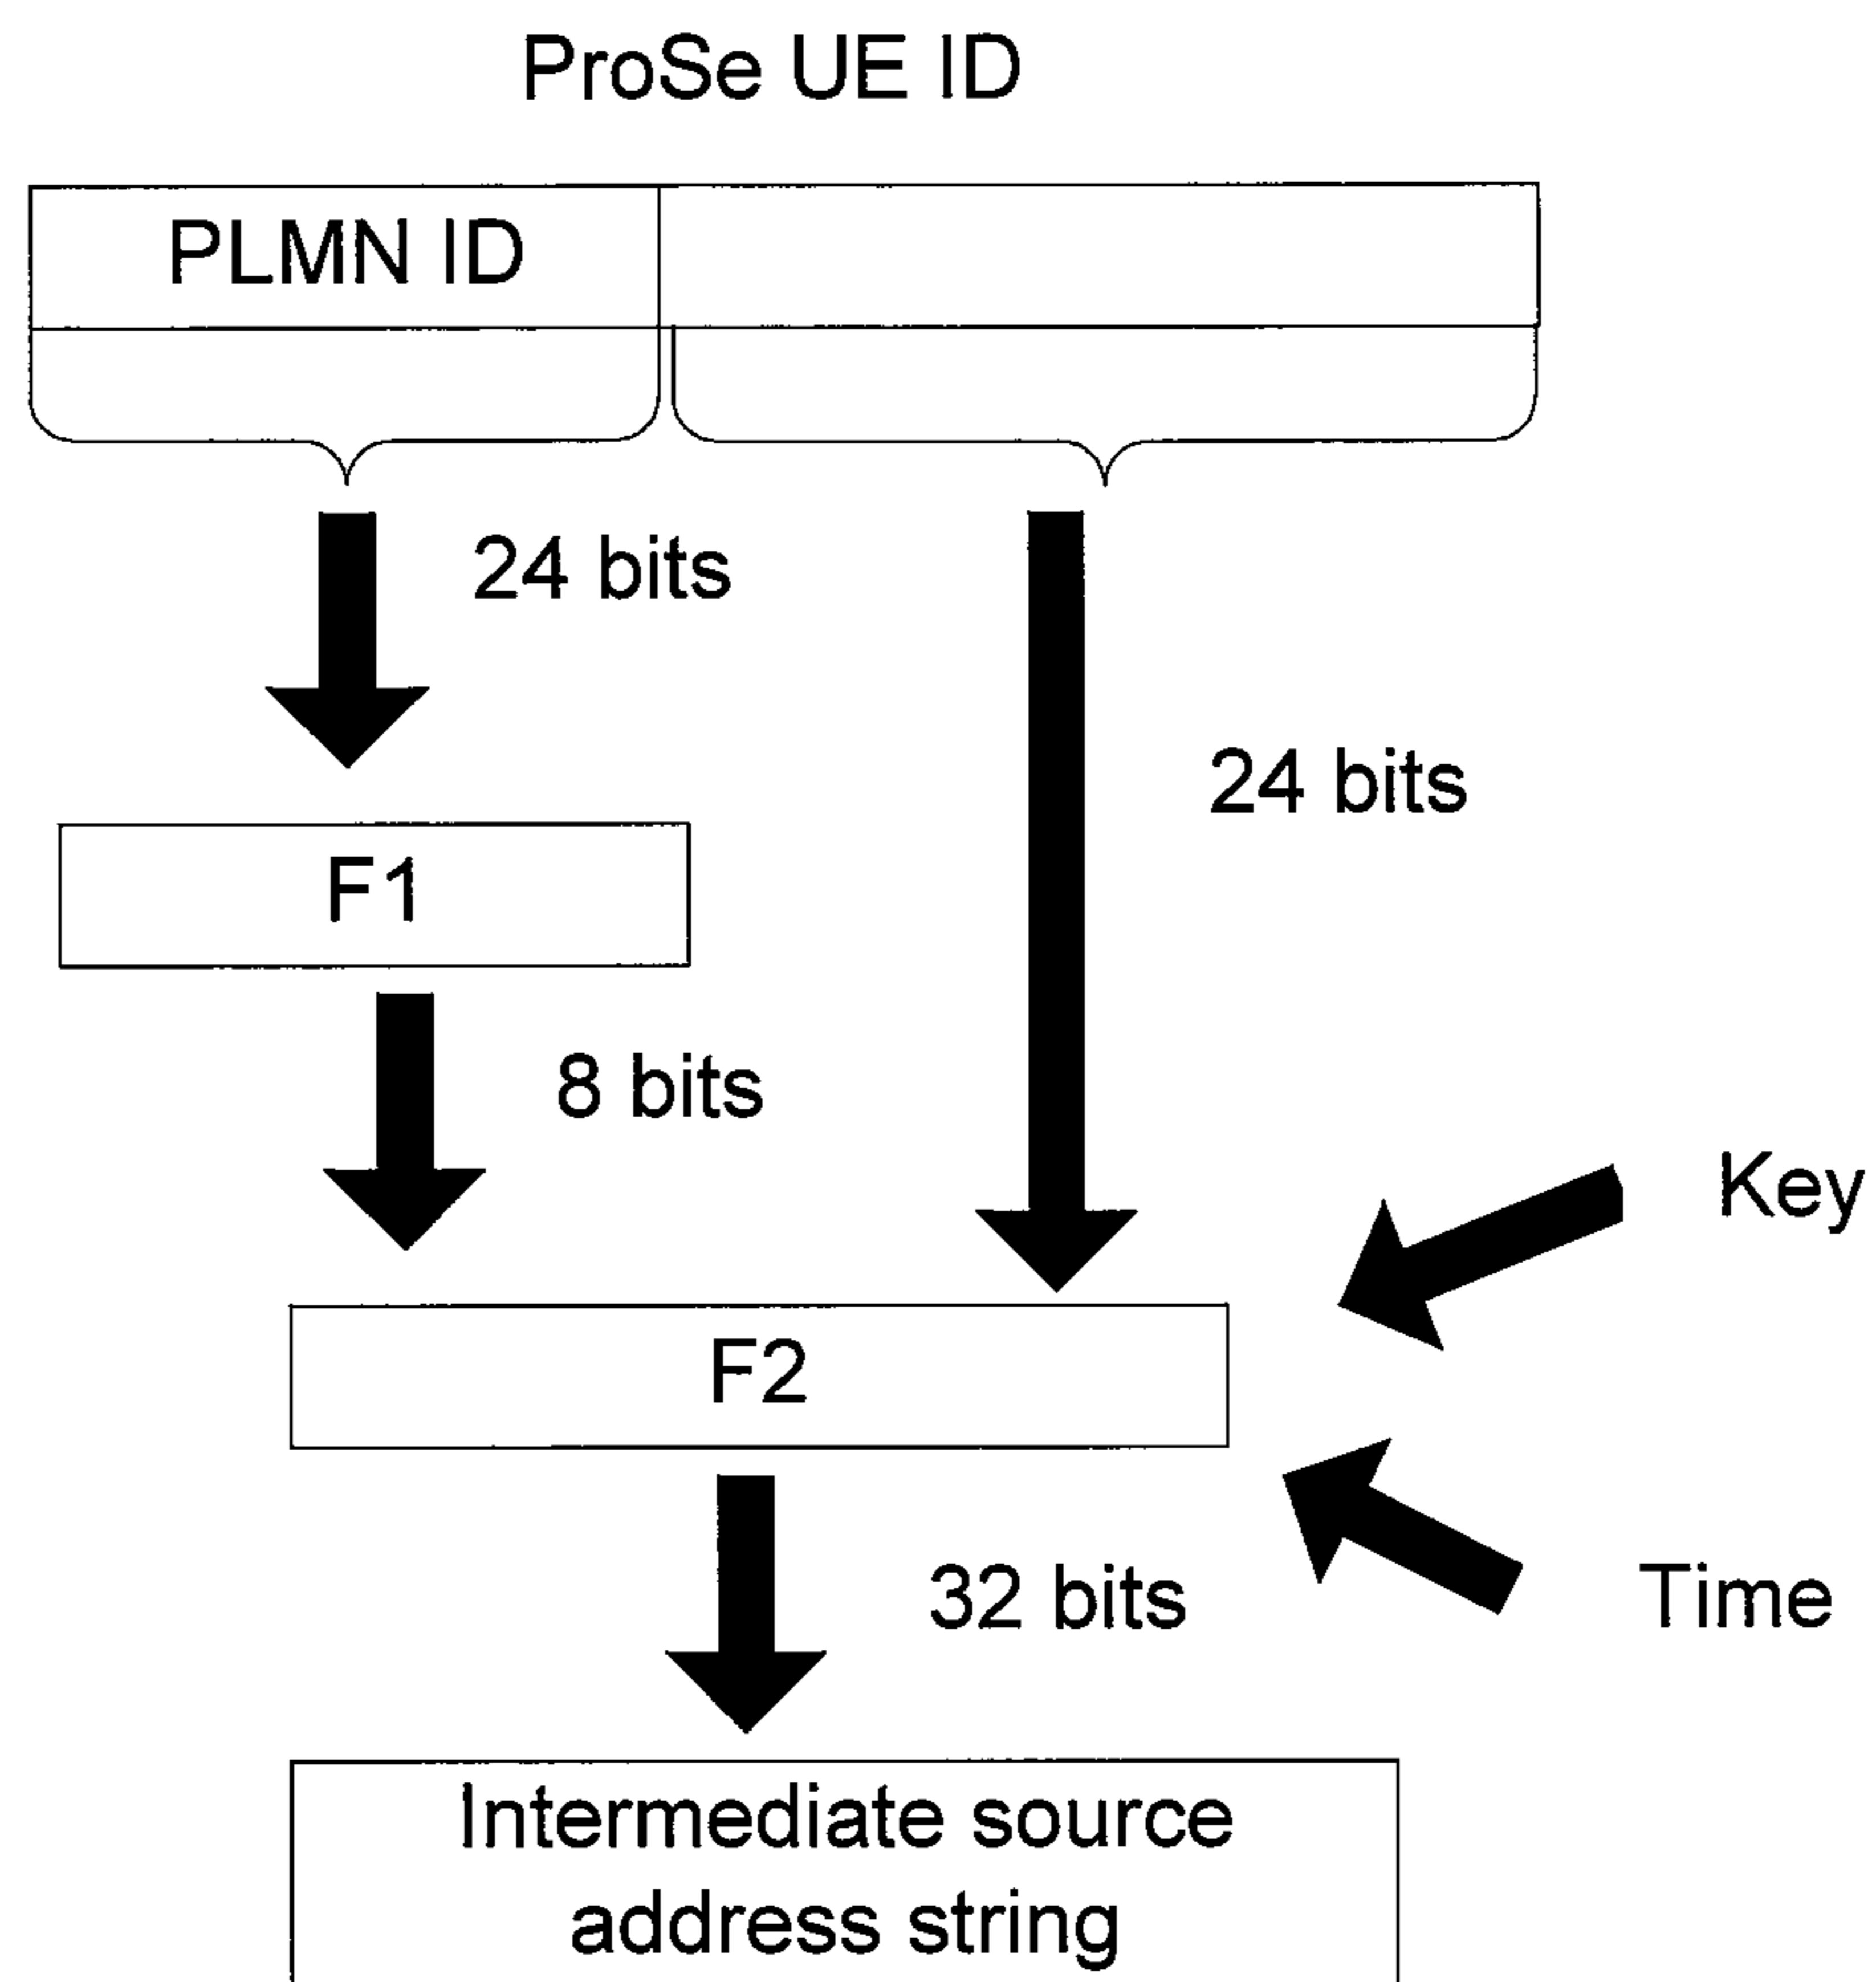 ProSe UE ID
PLMN ID
24 bits
24 bits
F1
8 bits
Key
F2
32 bits
Time
Intermediate source
address string